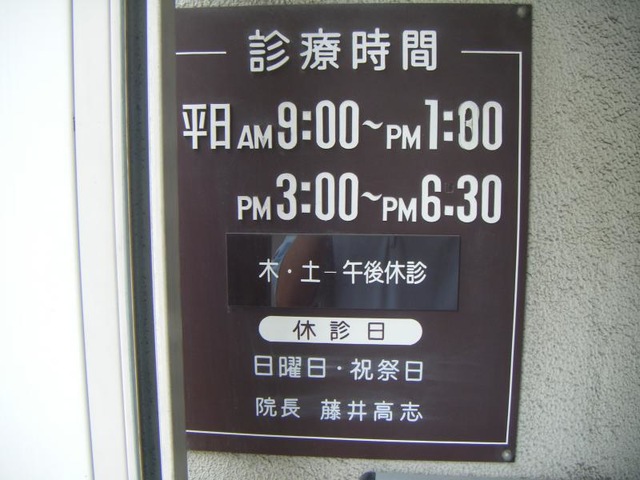 診療時間
平日 AM 9:00~PM 1:00
PM 3:00~PM 6:30
木・土-午後休診
休診日
日曜日・祝祭日
院長 藤井高志